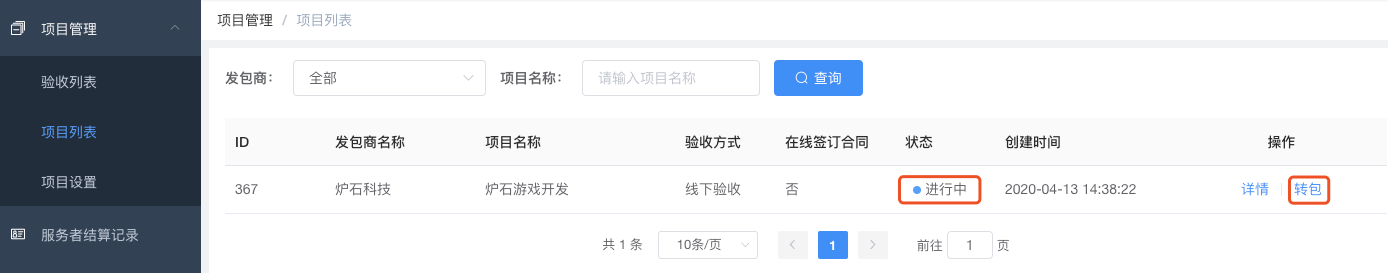 项目管理
验收列表
项目列表
项目设置
服务者结算记录
项目管理 / 项目列表
发包商: 全部 项目名称: 请输入项目名称 查询
ID 发包商名称 项目名称 验收方式 在线签订合同 状态 创建时间 操作
367 炉石科技 炉石游戏开发 线下验收 否 进行中 2020-04-13 14:38:22 详情 转包
共 1 条 10条/页 1 前往 1 页